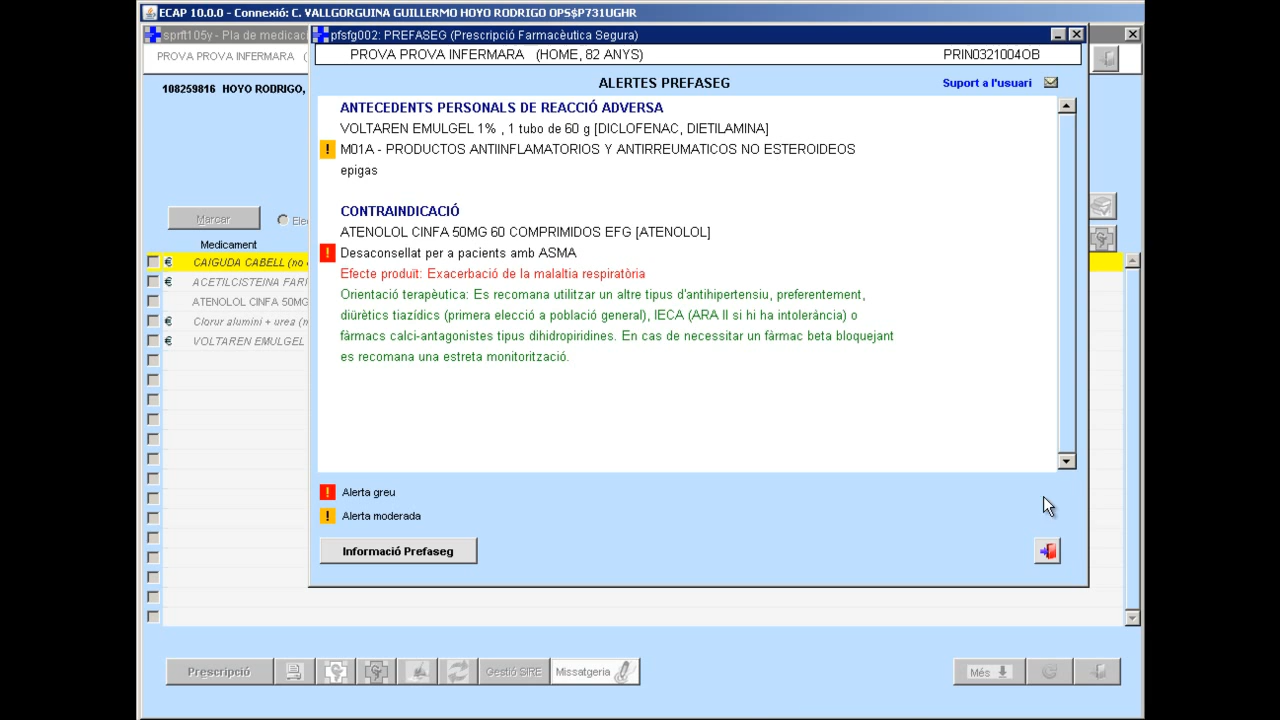 ECAP 10.0.0 - Connexió: C. VALLGORGUINA GUILLERMO HOYO RODRIGO OPS$P731UGHR
sprft105y - Pla de medicaci
pfsfg002: PREFASEG (Prescripció Farmacèutica Segura)
PROVA PROVA INFERMARA (
PROVA PROVA INFERMARA (HOME, 82 ANYS)
PRIN0321004OB
108259816 HOYO RODRIGO,
ALERTES PREFASEG
Suport a l'usuari
ANTECEDENTS PERSONALS DE REACCIÓ ADVERSA
VOLTAREN EMULGEL 1% , 1 tubo de 60 g [DICLOFENAC, DIETILAMINA]
! M01A - PRODUCTOS ANTIINFLAMATORIOS Y ANTIRREUMATICOS NO ESTEROIDEOS
epigas
CONTRAINDICACIÓ
ATENOLOL CINFA 50MG 60 COMPRIMIDOS EFG [ATENOLOL]
! Desaconsellat per a pacients amb ASMA
Efecte produït: Exacerbació de la malaltia respiratòria
Orientació terapèutica: Es recomana utilitzar un altre tipus d'antihipertensiu, preferentement,
diürètics tiazídics (primera elecció a població general), IECA (ARA II si hi ha intolerància) o
fàrmacs calci-antagonistes tipus dihidropiridines. En cas de necessitar un fàrmac beta bloquejant
es recomana una estreta monitorització.
Marcar
Ele
Medicament
€ CAIGUDA CABELL (no
€ ACETILCISTEINA FARI
ATENOLOL CINFA 50MG
€ Clorur alumini + urea (n
€ VOLTAREN EMULGEL
! Alerta greu
! Alerta moderada
Informació Prefaseg
Prescripció
Gestió SIRE
Missatgeria
Més